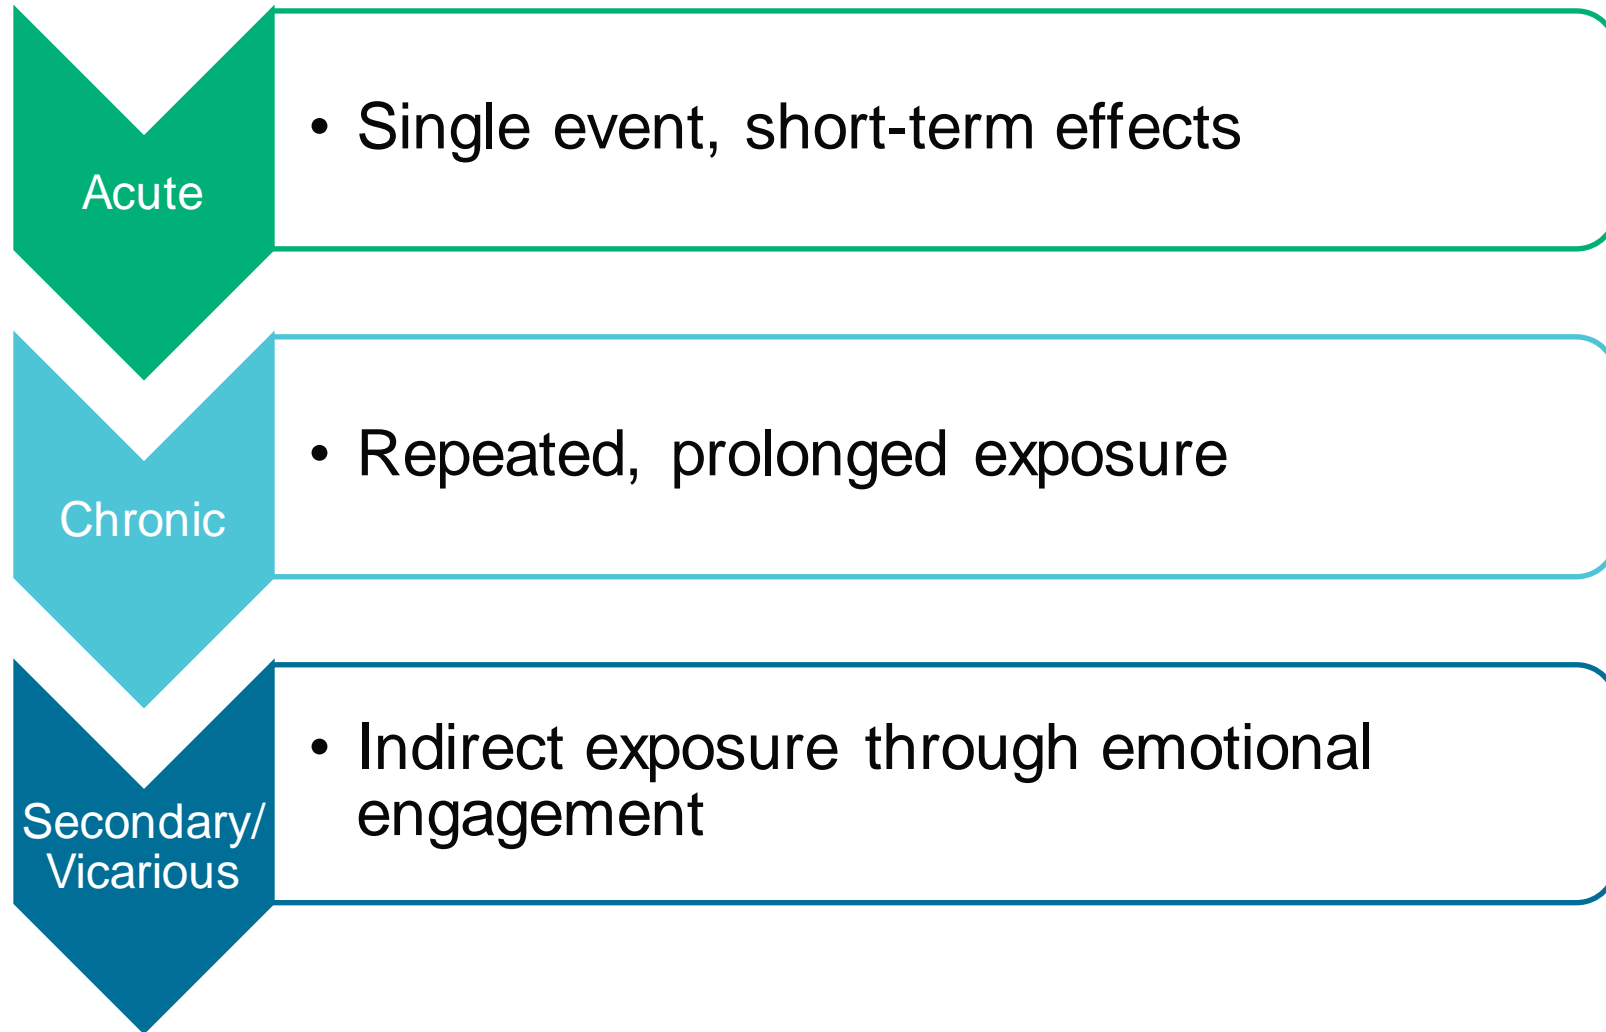 Acute
• Single event, short-term effects
Chronic
• Repeated, prolonged exposure
Secondary/
Vicarious
• Indirect exposure through emotional
engagement